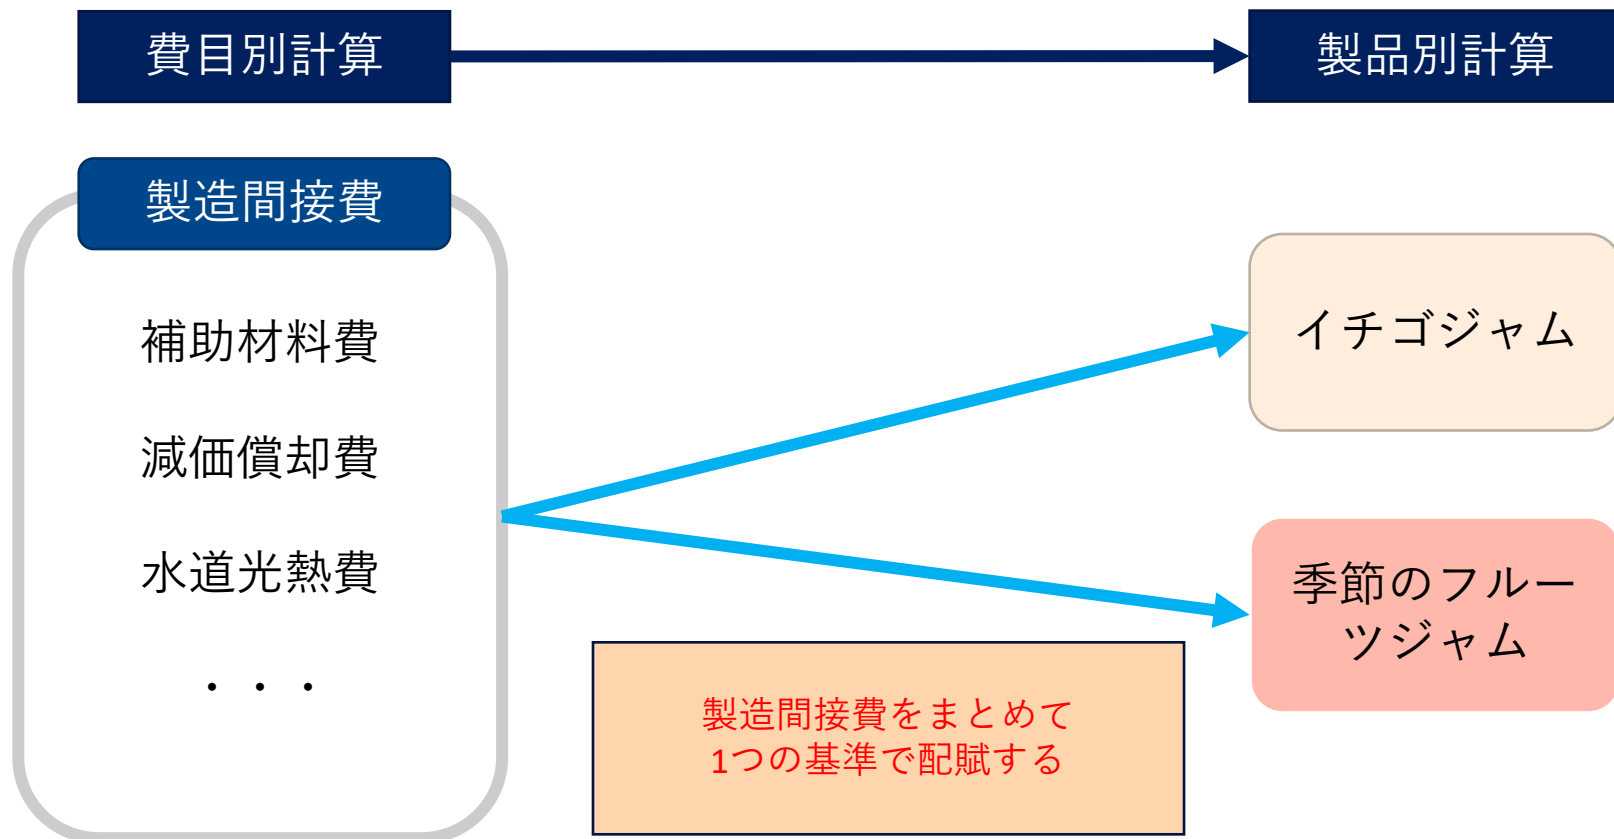 費目別計算
製品別計算
製造間接費
補助材料費
減価償却費
水道光熱費
・・・
イチゴジャム
季節のフルー
ツジャム
製造間接費をまとめて
1つの基準で配賦する